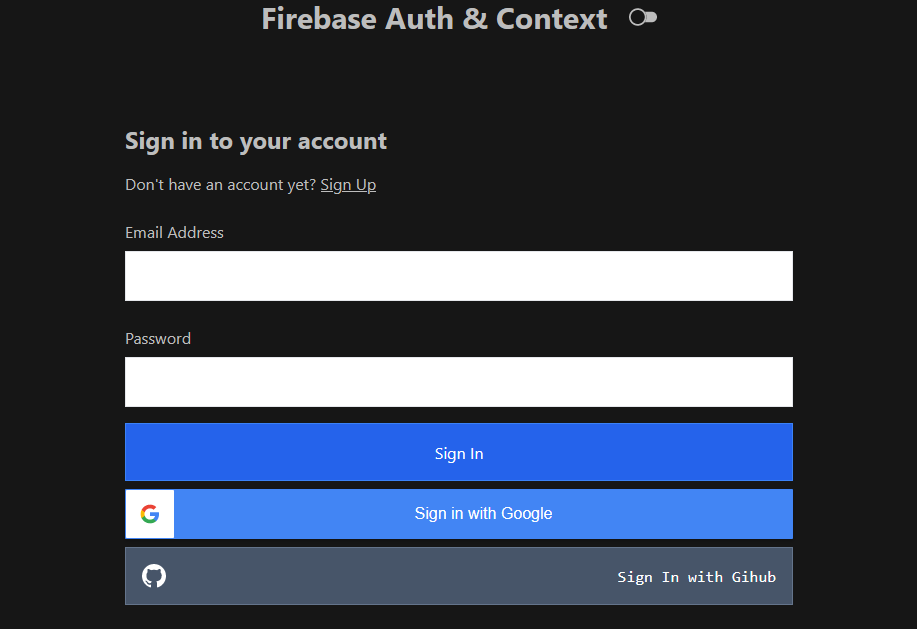 Firebase Auth & Context
Sign in to your account
Don't have an account yet? Sign Up
Email Address
Password
Sign In
Sign in with Google
Sign In with Gihub